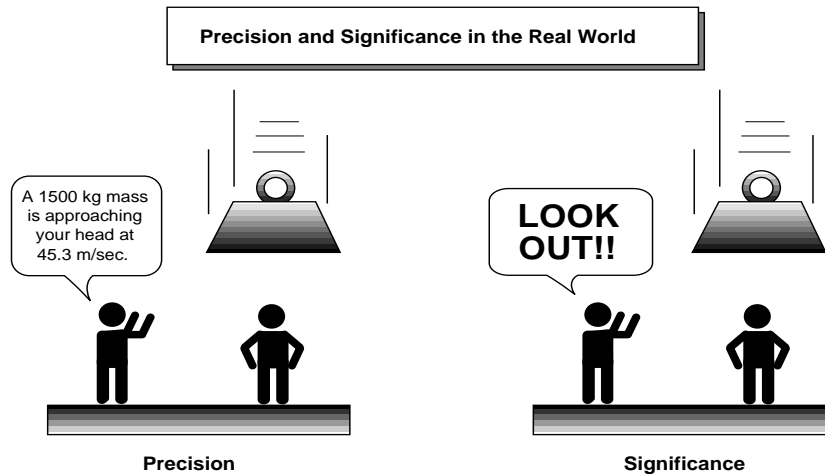 Precision and Significance in the Real World
A 1500 kg mass
is approaching
your head at
45.3 m/sec.
LOOK
OUT!!
Precision
Significance